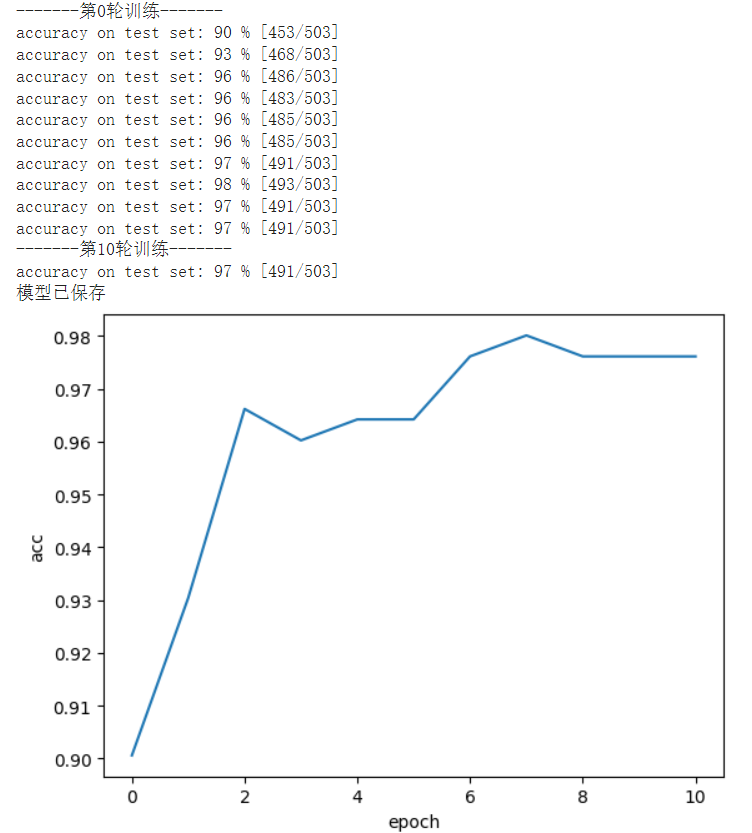 -------第0轮训练-------
accuracy on test set: 90 % [453/503]
accuracy on test set: 93 % [468/503]
accuracy on test set: 96 % [486/503]
accuracy on test set: 96 % [483/503]
accuracy on test set: 96 % [485/503]
accuracy on test set: 96 % [485/503]
accuracy on test set: 97 % [491/503]
accuracy on test set: 98 % [493/503]
accuracy on test set: 97 % [491/503]
accuracy on test set: 97 % [491/503]
-------第10轮训练-------
accuracy on test set: 97 % [491/503]
模型已保存
0.98
0.97
0.96
0.95
0.94
acc
0.93
0.92
0.91
0.90
0 2 4 6 8 10
epoch